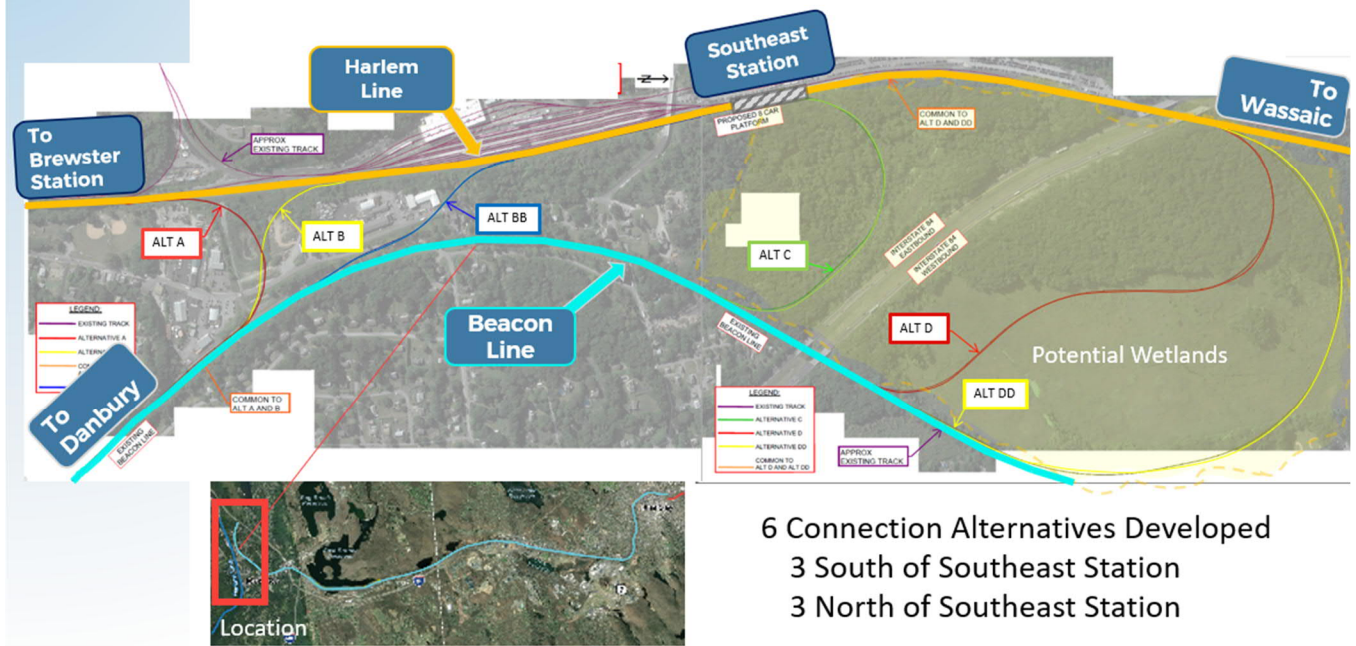 Harlem
Line
Southeast
Station
To
Wassaic
To
Brewster
Station
APPROX
EXISTING TRACK
N
PROPOSED 8 CAR
PLATFORM
COMMON TO
ALT D AND DD
ALT A
ALT B
ALT BB
ALT C
INTERSTATE 84
EASTBOUND
INTERSTATE 84
WESTBOUND
LEGEND:
EXISTING TRACK
ALTERNATIVE A
Beacon
Line
EXISTING
BEACON LINE
ALT D
Potential Wetlands
ALT DD
To
Danbury
COMMON TO
ALT A AND B
EXISTING
BEACON LINE
LEGEND:
EXISTING TRACK
ALTERNATIVE C
ALTERNATIVE D
ALTERNATIVE DD
COMMON TO
ALT D AND ALT DD
APPROX
EXISTING TRACK
Location
6 Connection Alternatives Developed
3 South of Southeast Station
3 North of Southeast Station